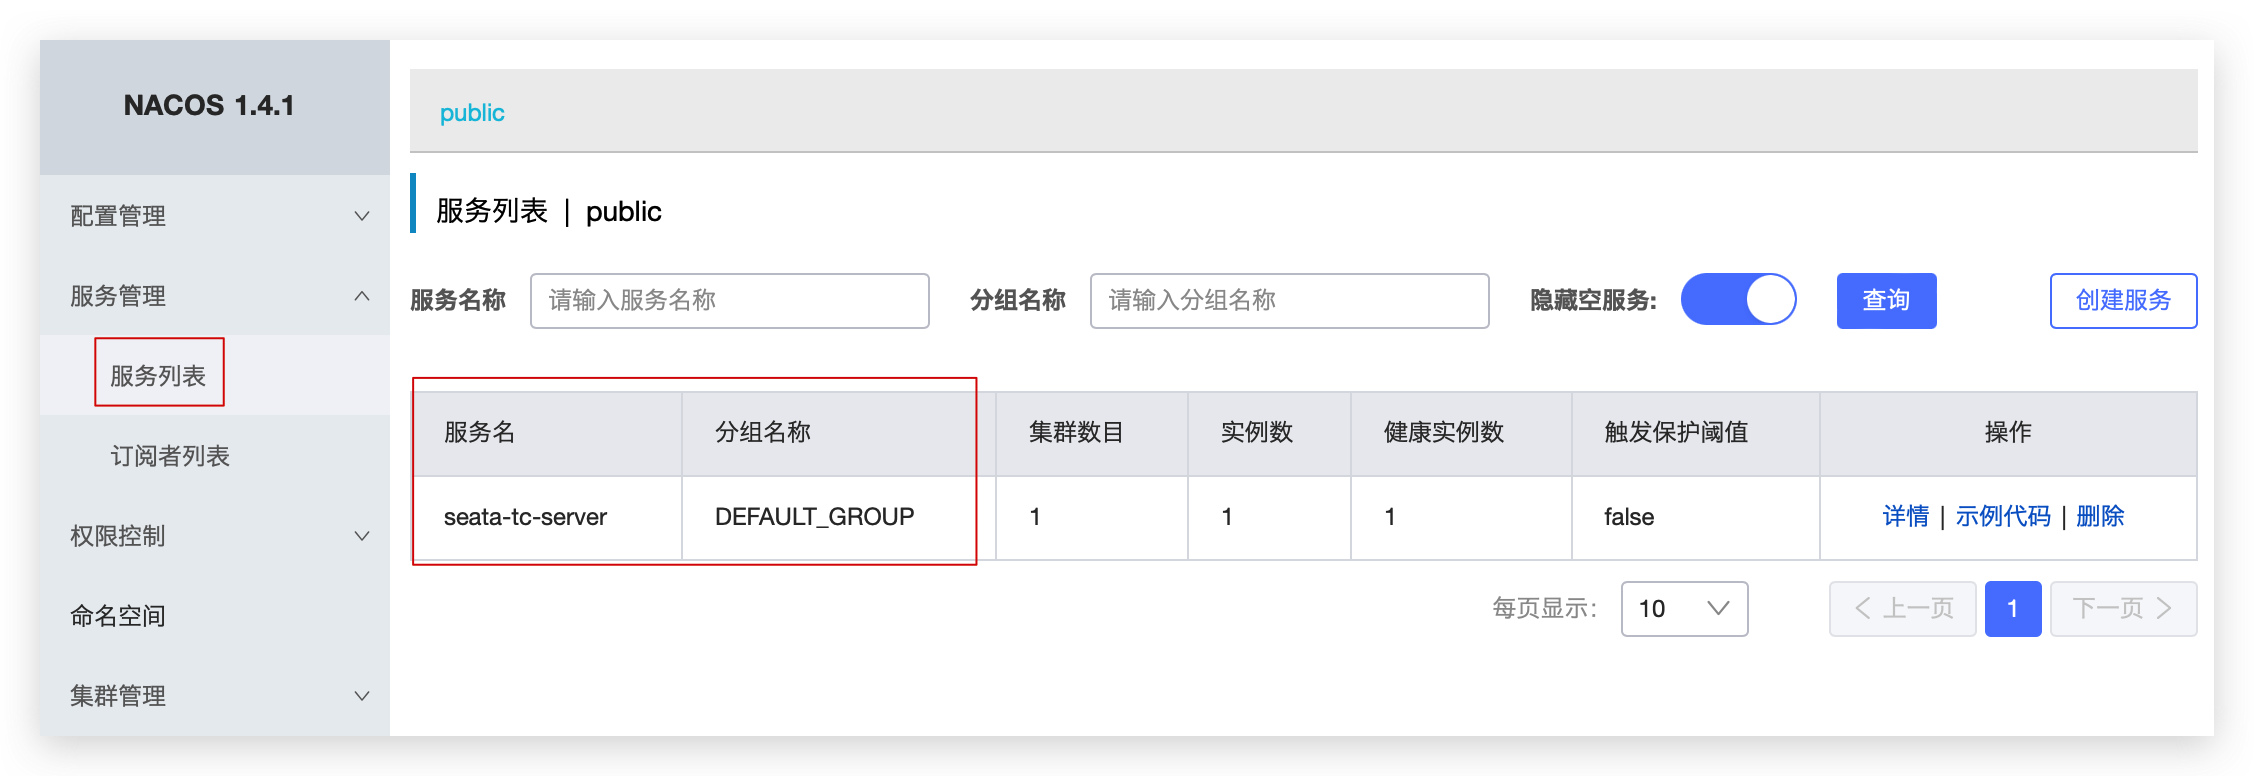 NACOS 1.4.1
配置管理
服务管理
服务列表
订阅者列表
权限控制
命名空间
集群管理
public
服务列表 | public
服务名称 请输入服务名称 分组名称 请输入分组名称 隐藏空服务: 查询 创建服务
服务名 分组名称 集群数目 实例数 健康实例数 触发保护阈值 操作
seata-tc-server DEFAULT_GROUP 1 1 1 false 详情 | 示例代码 | 删除
每页显示: 10 上一页 1 下一页